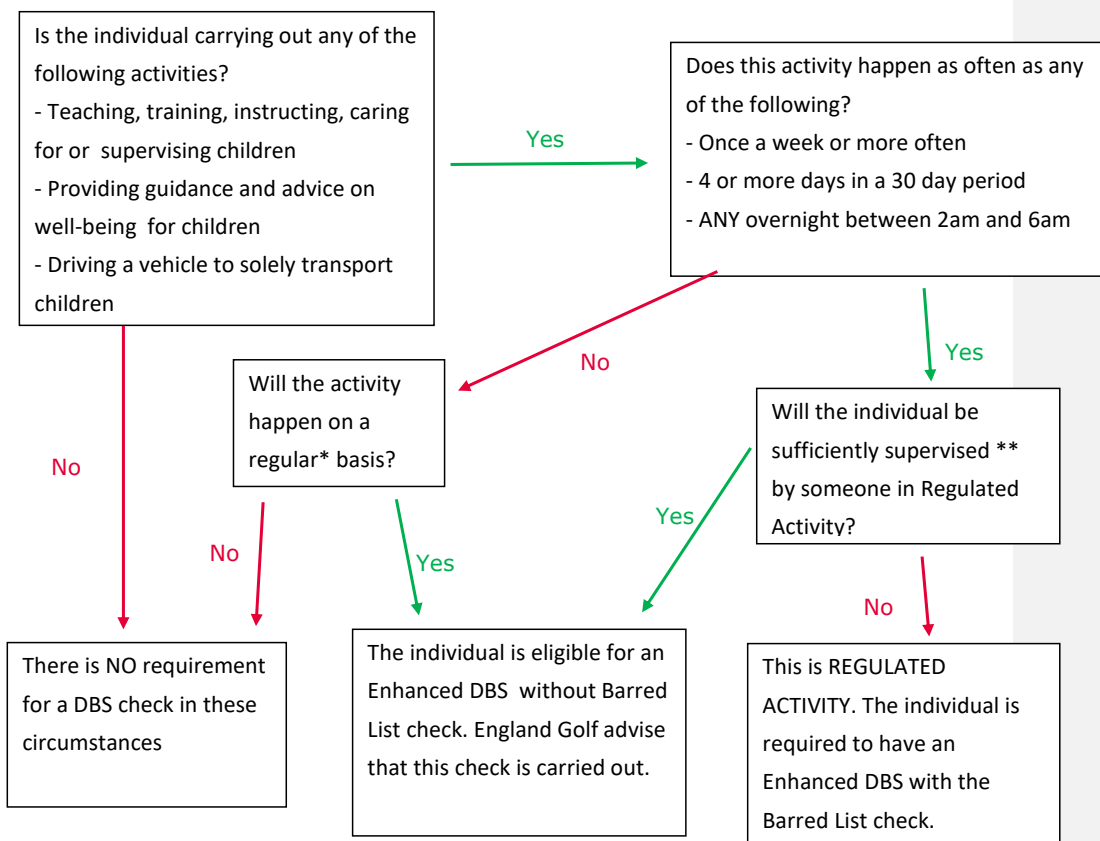 Is the individual carrying out any of the
following activities?
- Teaching, training, instructing, caring
for or supervising children
- Providing guidance and advice on
well-being for children
- Driving a vehicle to solely transport
children
Yes
Does this activity happen as often as any
of the following?
- Once a week or more often
- 4 or more days in a 30 day period
- ANY overnight between 2am and 6am
No
Yes
Will the activity
happen on a
regular* basis?
Will the individual be
sufficiently supervised **
by someone in Regulated
Activity?
No
No
Yes
Yes
No
There is NO requirement
for a DBS check in these
circumstances
The individual is eligible for an
Enhanced DBS without Barred
List check. England Golf advise
that this check is carried out.
This is REGULATED
ACTIVITY. The individual is
required to have an
Enhanced DBS with the
Barred List check.